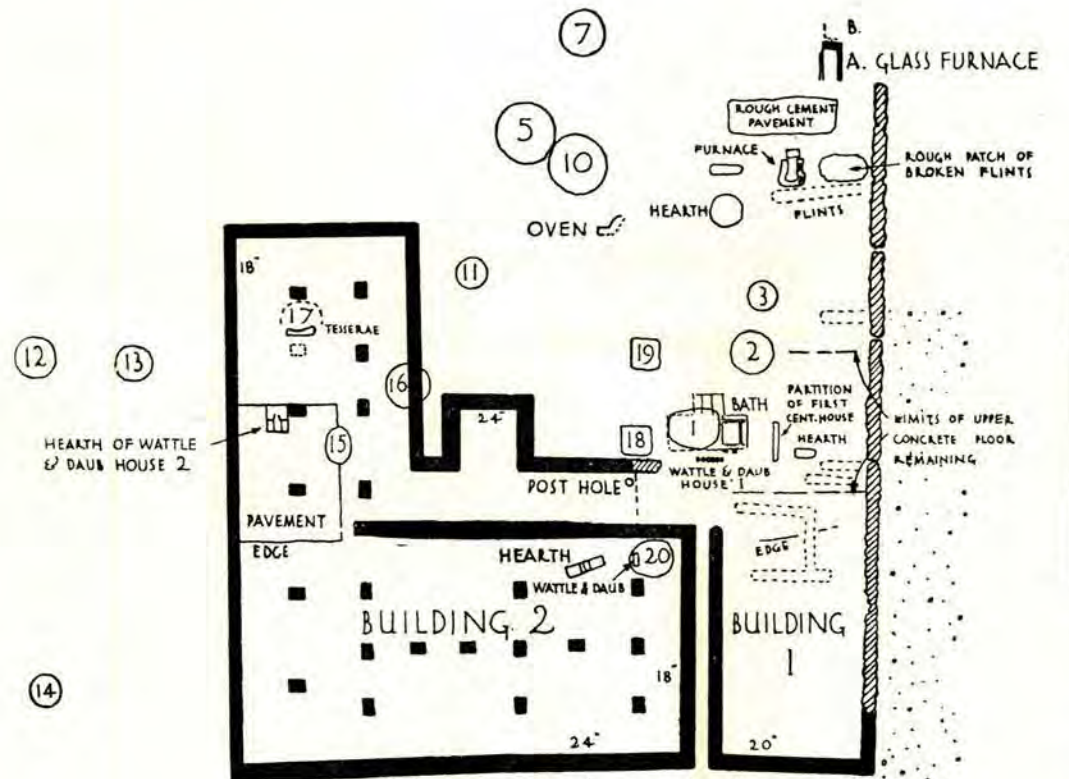 7
B.
A. GLASS FURNACE
ROUGH CEMENT
PAVEMENT
5
10
FURNACE
ROUGH PATCH OF
BROKEN FLINTS
HEARTH
FLINTS
OVEN
18"
11
17
TESSERAE
3
12
13
19
2
16
PARTITION
OF FIRST
CENT. HOUSE
BATH
1
24"
LIMITS OF UPPER
CONCRETE FLOOR
REMAINING
HEARTH OF WATTLE
& DAUB HOUSE 2
15
18
HEARTH
WATTLE & DAUB
HOUSE 1
POST HOLE
PAVEMENT
EDGE
HEARTH
20
WATTLE & DAUB
EDGE
BUILDING. 2
BUILDING
1
14
18"
24"
20"